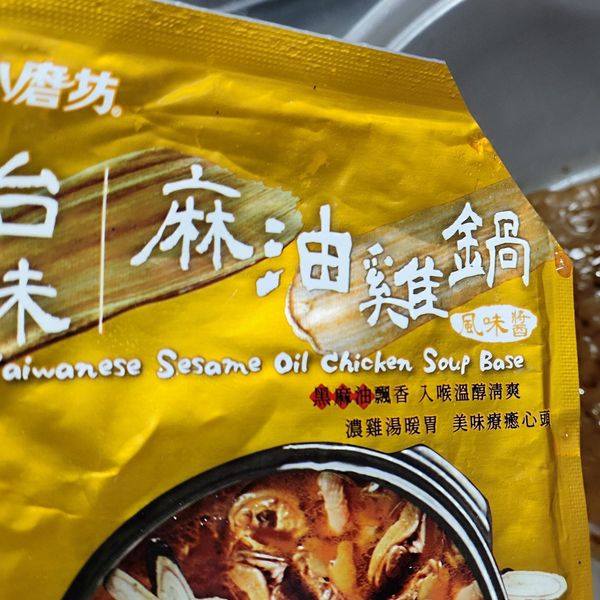 磨坊®
台味
麻油雞鍋
風味醬
Taiwanese Sesame Oil Chicken Soup Base
黑麻油飄香 入喉溫醇清爽
濃雞湯暖胃 美味療癒心頭